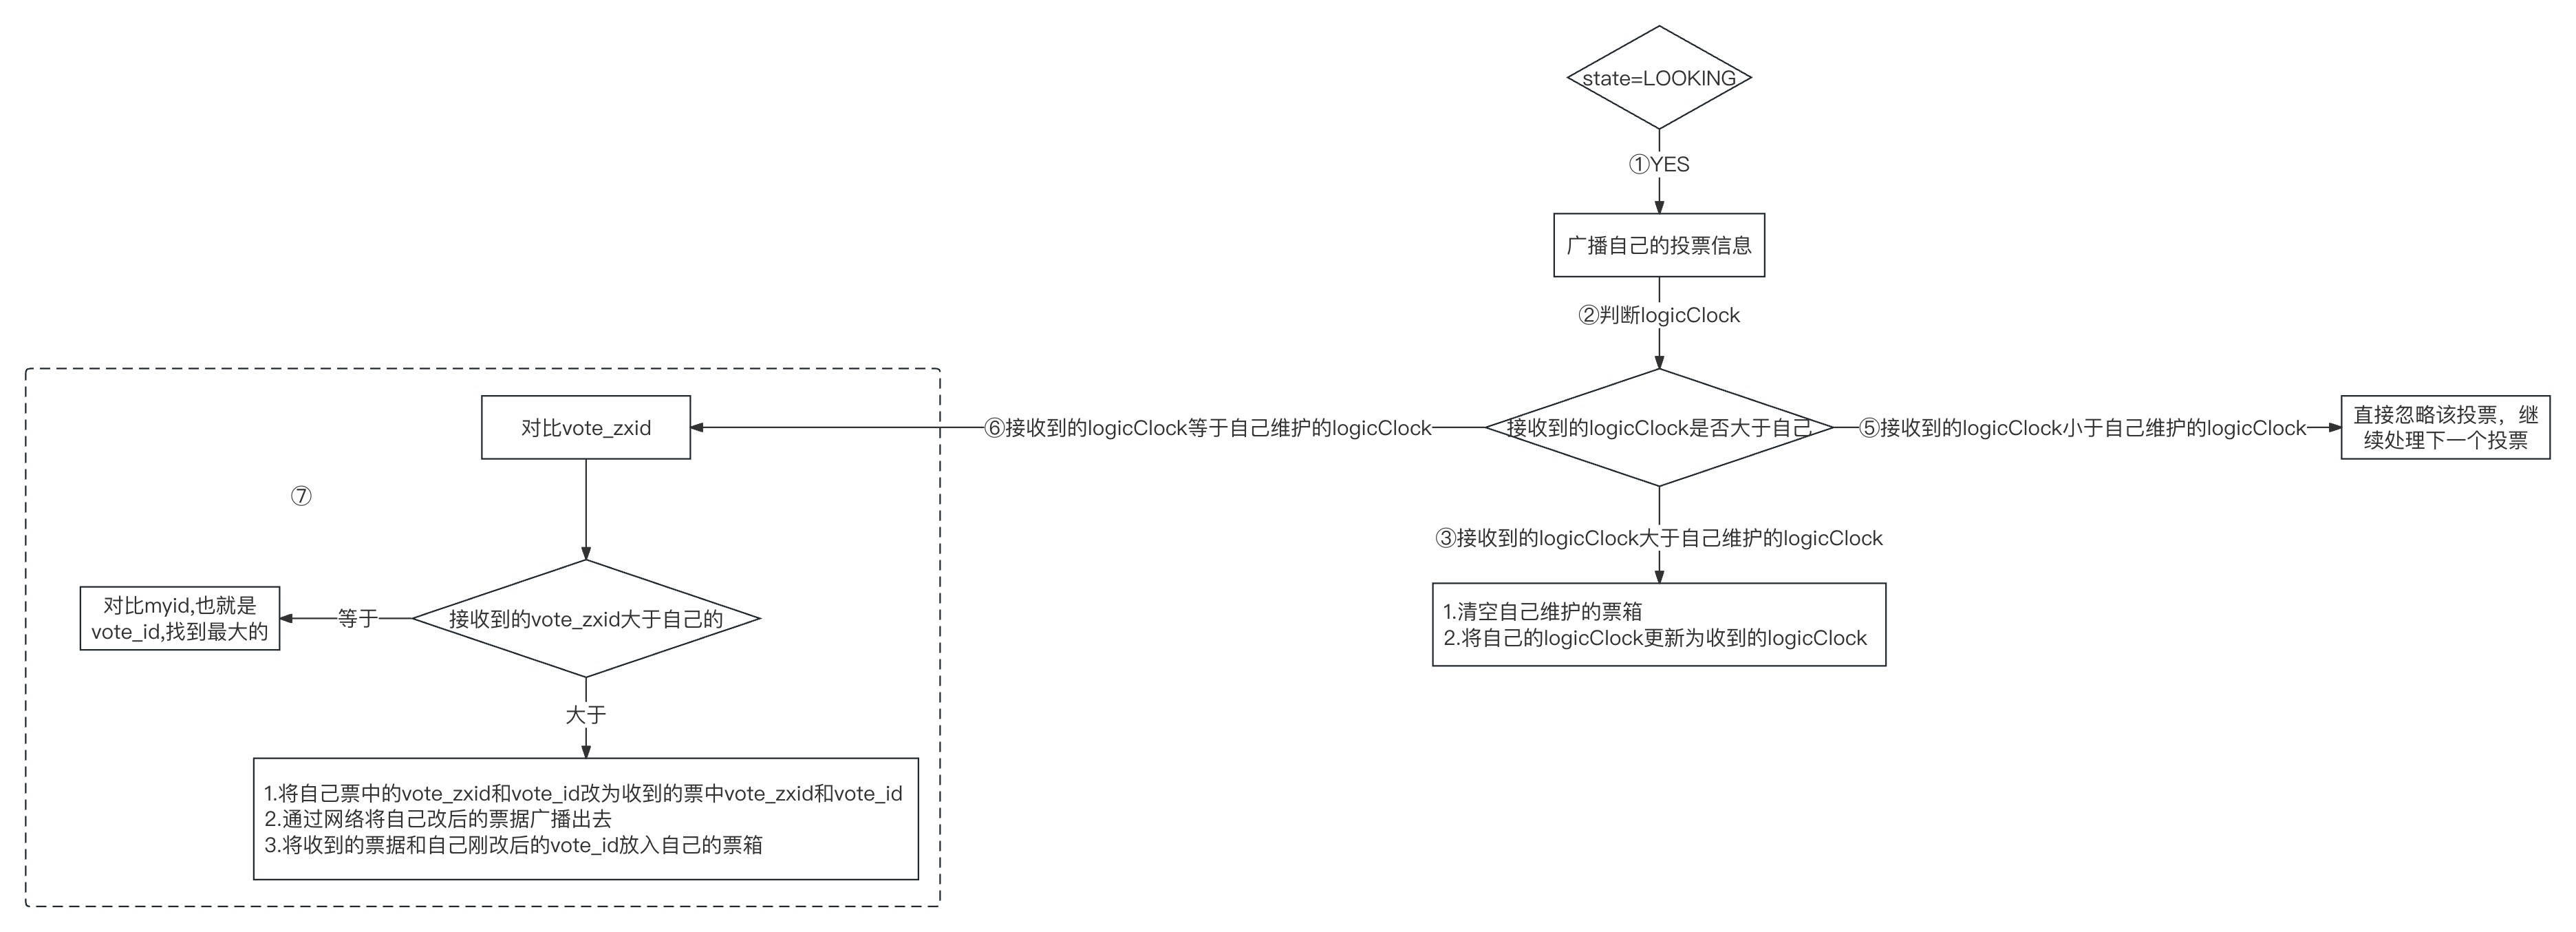 state=LOOKING
①YES
广播自己的投票信息
②判断logicClock
对比vote_zxid
⑥接收到的logicClock等于自己维护的logicClock
接收到的logicClock是否大于自己
⑤接收到的logicClock小于自己维护的logicClock
直接忽略该投票，继
续处理下一个投票
⑦
③接收到的logicClock大于自己维护的logicClock
对比myid,也就是
vote_id,找到最大的
等于
接收到的vote_zxid大于自己的
1.清空自己维护的票箱
2.将自己的logicClock更新为收到的logicClock
大于
1.将自己票中的vote_zxid和vote_id改为收到的票中vote_zxid和vote_id
2.通过网络将自己改后的票据广播出去
3.将收到的票据和自己刚改后的vote_id放入自己的票箱